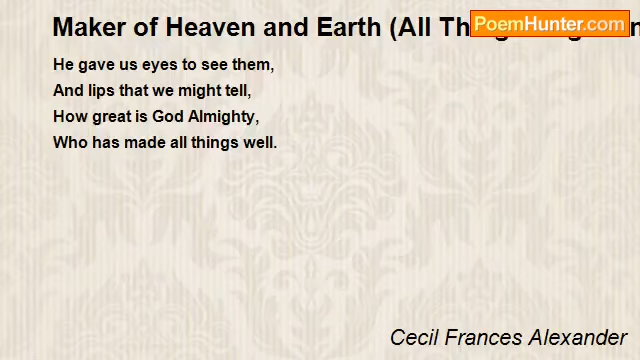 Maker of Heaven and Earth (All
PoemHunter.com
He gave us eyes to see them,
And lips that we might tell,
How great is God Almighty,
Who has made all things well.
Cecil Frances Alexander